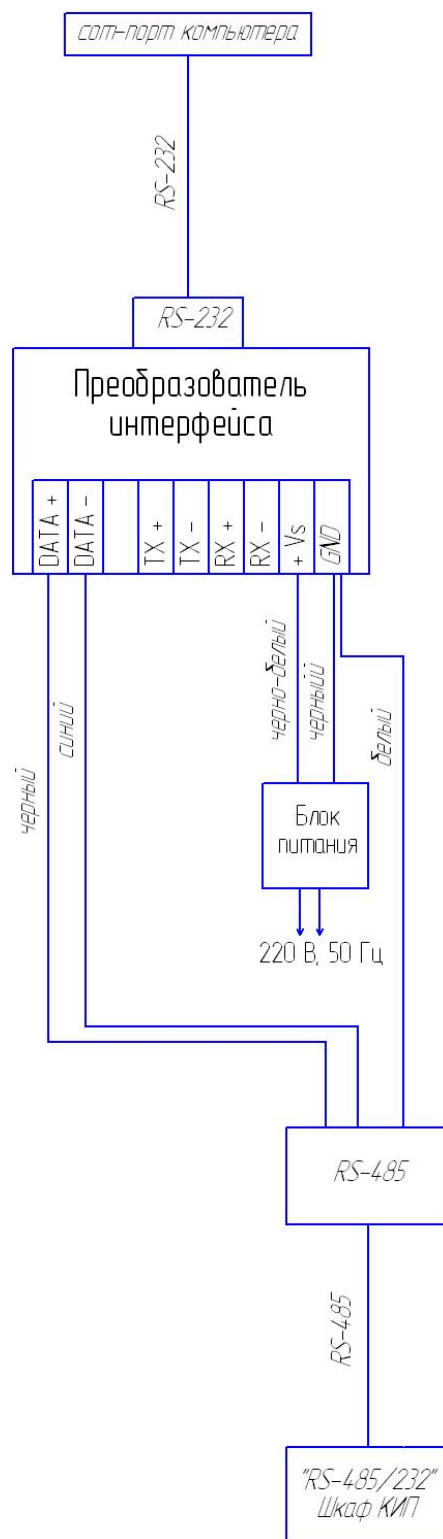 com-порт компьютера
RS-232
RS-232
Преобразователь
интерфейса
DATA +
DATA -
TX +
TX -
RX +
RX -
+ Vs
GND
черный
синий
черно-белый
черный
белый
Блок
питания
220 В, 50 Гц
RS-485
RS-485
"RS-485/232"
Шкаф КИП